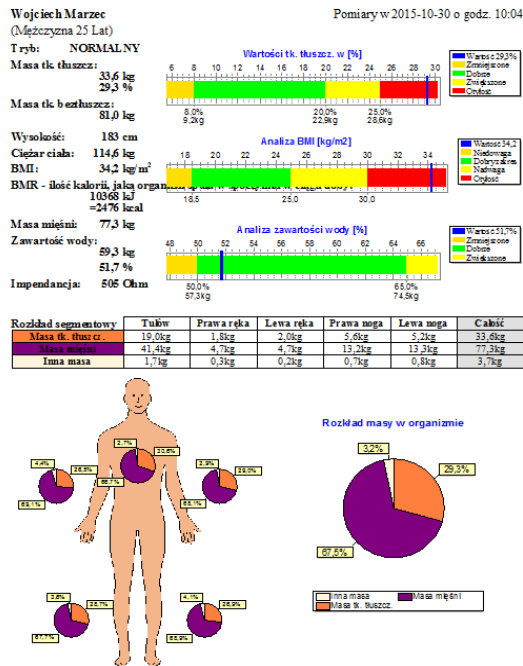 Wojciech Marzec
Pomiary w 2015-10-30 o godz. 10:04
(Mężczyzna 25 Lat)
Tryb: NORMALNY
Masa tk. tłuszcz:
33,6 kg
29,3 %
Masa tk. beztłuszcz:
81,0 kg
Wysokość: 183 cm
Ciężar ciała: 114,6 kg
BMI: 34,2 kg/m²
BMR - ilość kalorii, jaką organizm
10368 kJ
=2476 kcal
Masa mięśni: 77,3 kg
Zawartość wody:
59,3 kg
51,7 %
Impendancja: 505 Ohm
Wartości tk. tłuszcz. w [%]
6 8 10 12 14 16 18 20 22 24 26 28 30
8,0% 20,0% 25,0%
9,2kg 22,9kg 28,6kg
Wartość 29,3%
Zmniejszone
Dobrze
Zwiększone
Otyłość
Analiza BMI [kg/m2]
18 20 22 24 26 28 30 32 34
18,5 25,0 30,0
Wartość 34,2
Niedowaga
Dobry zakres
Nadwaga
Otyłość
Analiza zawartości wody [%]
48 50 52 54 56 58 60 62 64 66
50,0% 65,0%
57,3kg 74,5kg
Wartość 51,7%
Zmniejszone
Dobrze
Zwiększone
Rozkład segmentowy Tułów Prawa ręka Lewa ręka Prawa noga Lewa noga Całość
Masa tk. tłuszcz. 19,0kg 1,8kg 2,0kg 5,6kg 5,2kg 33,6kg
Masa mięśni 41,4kg 4,7kg 4,7kg 13,2kg 13,3kg 77,3kg
Inna masa 1,7kg 0,3kg 0,2kg 0,7kg 0,8kg 3,7kg
2,7% 30,6%
66,7%
4,4% 26,5%
69,1%
2,9% 29,0%
68,1%
3,6% 28,7%
67,7%
4,1% 26,9%
68,9%
Rozkład masy w organizmie
3,2%
29,3%
67,5%
Inna masa Masa mięśni
Masa tk. tłuszcz.